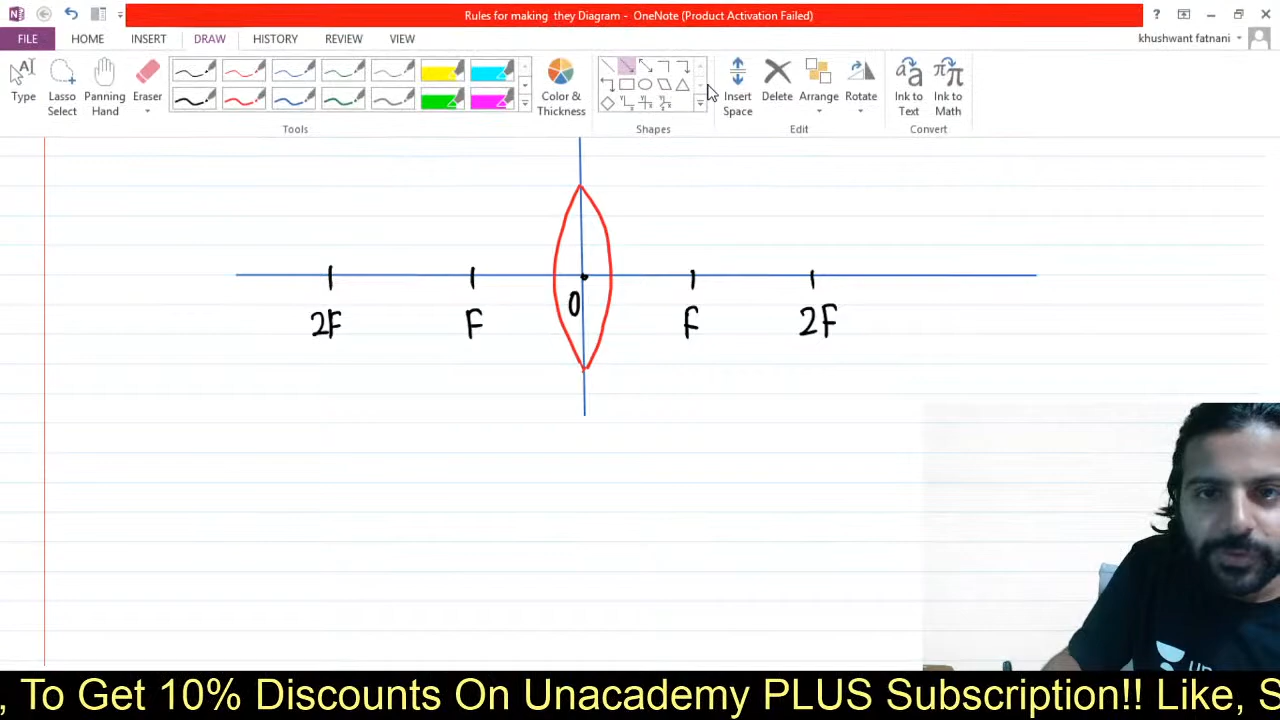 Rules for making they Diagram - OneNote (Product Activation Failed)
?
FILE HOME INSERT DRAW HISTORY REVIEW VIEW
khushwant fatnani
Type
Lasso Select
Panning Hand
Eraser
Color & Thickness
Insert Space
Delete
Arrange
Rotate
Ink to Text
Ink to Math
Tools
Shapes
Edit
Convert
2F F O F 2F
, To Get 10% Discounts On Unacademy PLUS Subscription!! Like, S